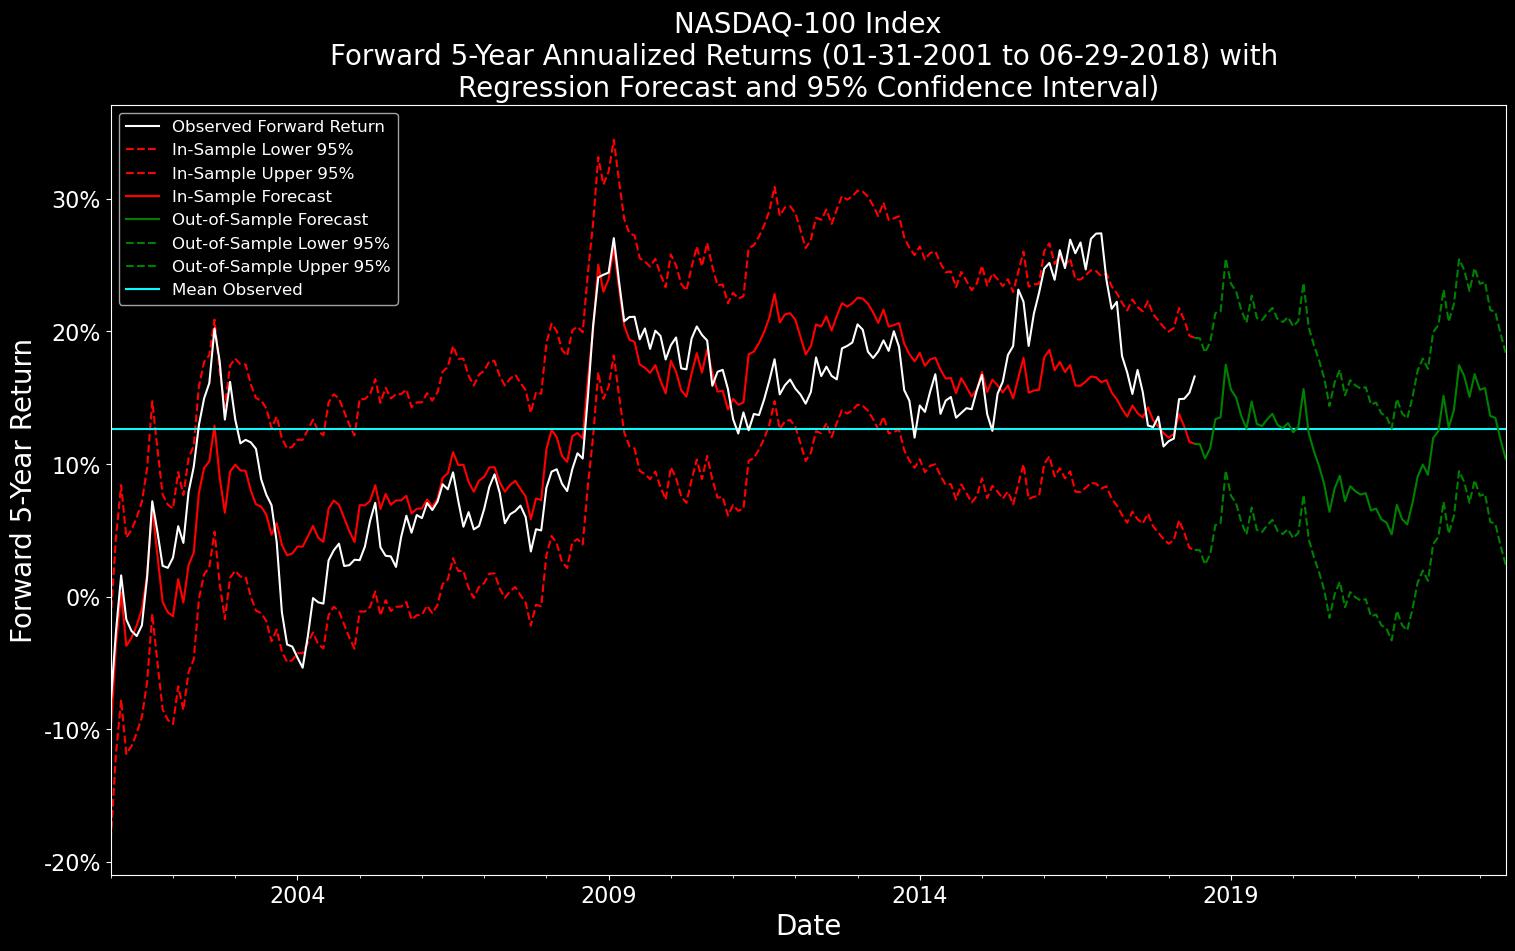 NASDAQ-100 Index
Forward 5-Year Annualized Returns (01-31-2001 to 06-29-2018) with
Regression Forecast and 95% Confidence Interval)
Observed Forward Return
In-Sample Lower 95%
In-Sample Upper 95%
In-Sample Forecast
Out-of-Sample Forecast
Out-of-Sample Lower 95%
Out-of-Sample Upper 95%
Mean Observed
Forward 5-Year Return
30%
20%
10%
0%
-10%
-20%
2004
2009
2014
2019
Date